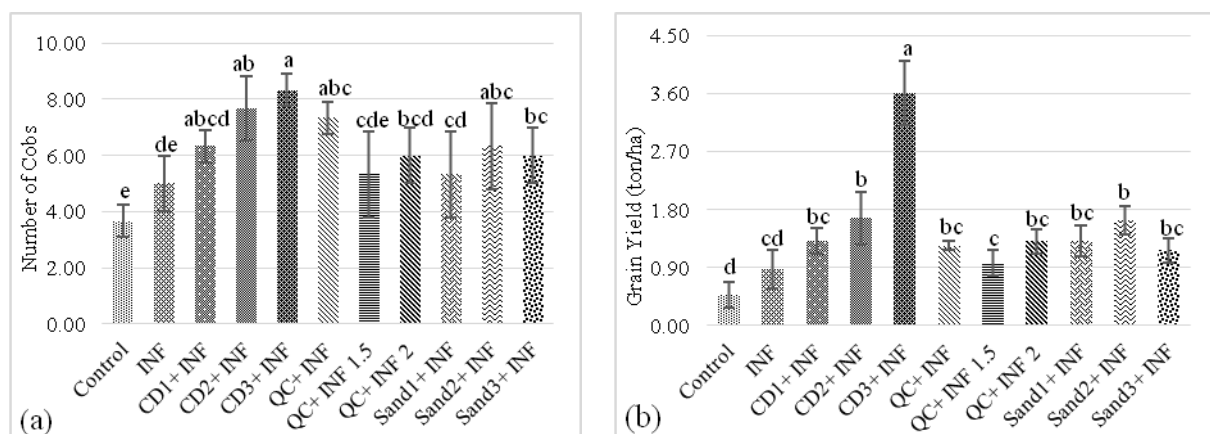 10.00
8.00
6.00
4.00
2.00
0.00
Number of Cobs
e
de
abcd
ab
a
abc
cde
bcd
cd
abc
bc
Control
INF
CD1+ INF
CD2+ INF
CD3+ INF
QC+ INF
QC+ INF 1.5
QC+ INF 2
Sand1+ INF
Sand2+ INF
Sand3+ INF
(a)
4.50
3.60
2.70
1.80
0.90
0.00
Grain Yield (ton/ha)
d
cd
bc
b
a
bc
c
bc
bc
b
bc
Control
INF
CD1+ INF
CD2+ INF
CD3+ INF
QC+ INF
QC+ INF 1.5
QC+ INF 2
Sand1+ INF
Sand2+ INF
Sand3+ INF
(b)